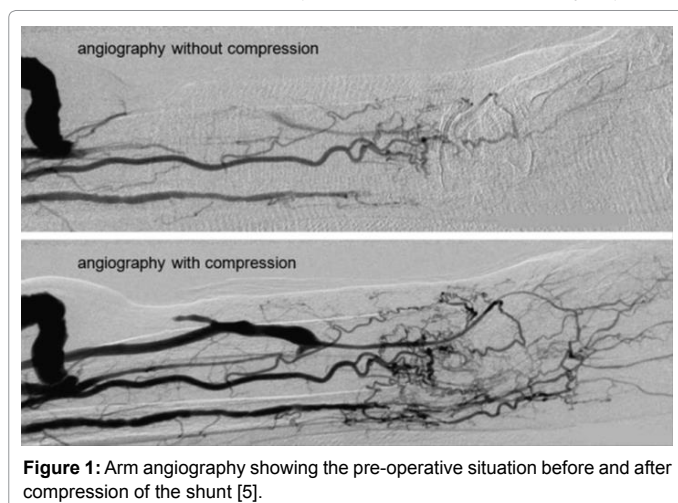 angiography without compression
angiography with compression
Figure 1: Arm angiography showing the pre-operative situation before and after
compression of the shunt [5].